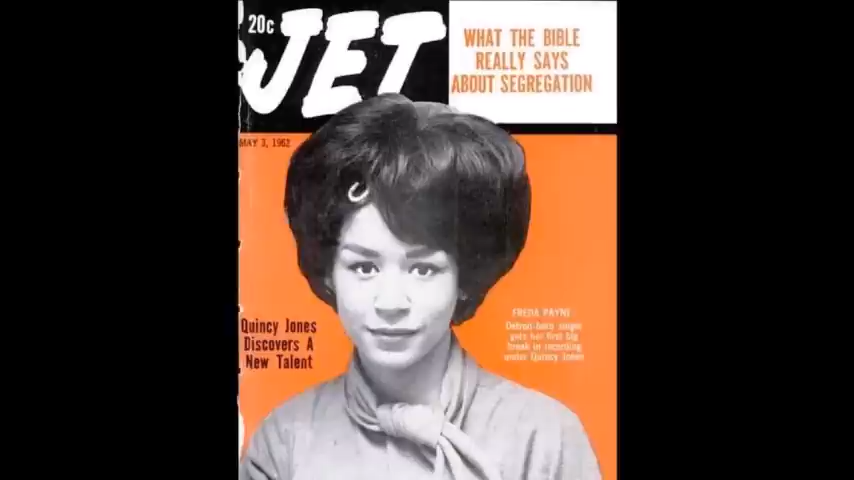 20c
JET
WHAT THE BIBLE
REALLY SAYS
ABOUT SEGREGATION
MAY 3, 1962
Quincy Jones
Discovers A
New Talent
FREDA PAYNE
Detroit-born singer
gets her first big
break in recording
under Quincy Jones